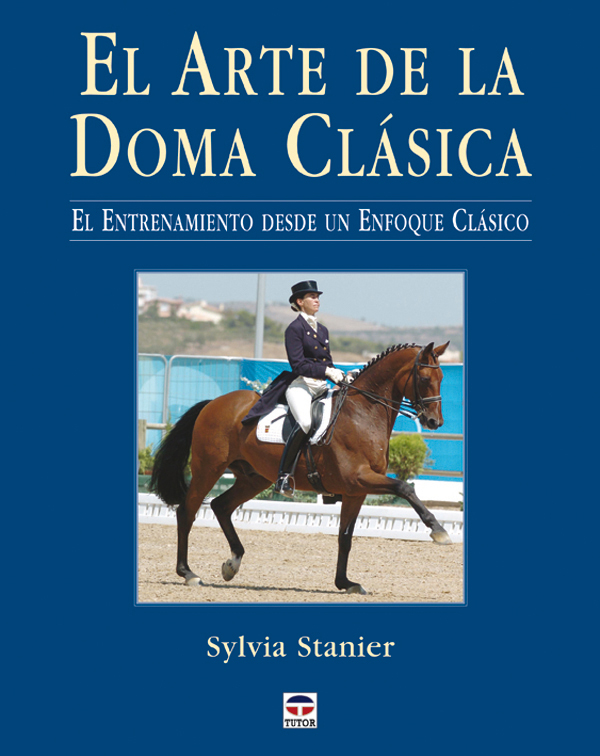 EL ARTE DE LA
DOMA CLÁSICA
EL ENTRENAMIENTO DESDE UN ENFOQUE CLÁSICO
Sylvia Stanier
TUTOR